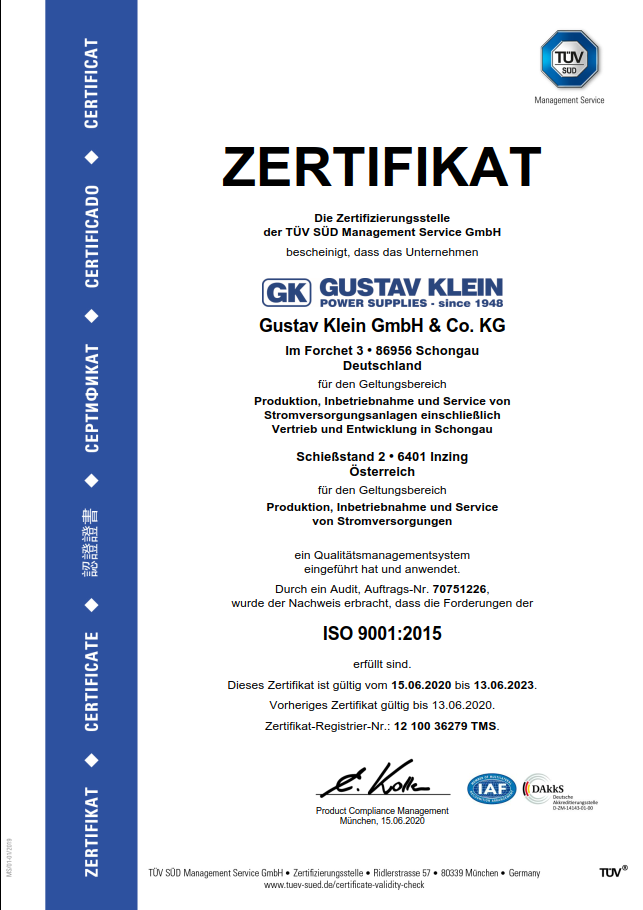 TÜV
SÜD
Management Service
ZERTIFIKAT
Die Zertifizierungsstelle
der TÜV SÜD Management Service GmbH
bescheinigt, dass das Unternehmen
GK GUSTAV KLEIN
POWER SUPPLIES - since 1948
Gustav Klein GmbH & Co. KG
Im Forchet 3 • 86956 Schongau
Deutschland
für den Geltungsbereich
Produktion, Inbetriebnahme und Service von
Stromversorgungsanlagen einschließlich
Vertrieb und Entwicklung in Schongau
Schießstand 2 • 6401 Inzing
Österreich
für den Geltungsbereich
Produktion, Inbetriebnahme und Service
von Stromversorgungen
ein Qualitätsmanagementsystem
eingeführt hat und anwendet.
Durch ein Audit, Auftrags-Nr. 70751226,
wurde der Nachweis erbracht, dass die Forderungen der
ISO 9001:2015
erfüllt sind.
Dieses Zertifikat ist gültig vom 15.06.2020 bis 13.06.2023.
Vorheriges Zertifikat gültig bis 13.06.2020.
Zertifikat-Registrier-Nr.: 12 100 36279 TMS.
Product Compliance Management
München, 15.06.2020
IAF
DAkkS
Deutsche
Akkreditierungsstelle
D-ZM-14143-01-00
TÜV SÜD Management Service GmbH • Zertifizierungsstelle • Ridlerstrasse 57 • 80339 München • Germany
www.tuev-sued.de/certificate-validity-check
TÜV®
ZERTIFIKAT ◆ CERTIFICATE ◆ 認證證書 ◆ СЕРТИФИКАТ ◆ CERTIFICADO ◆ CERTIFICAT